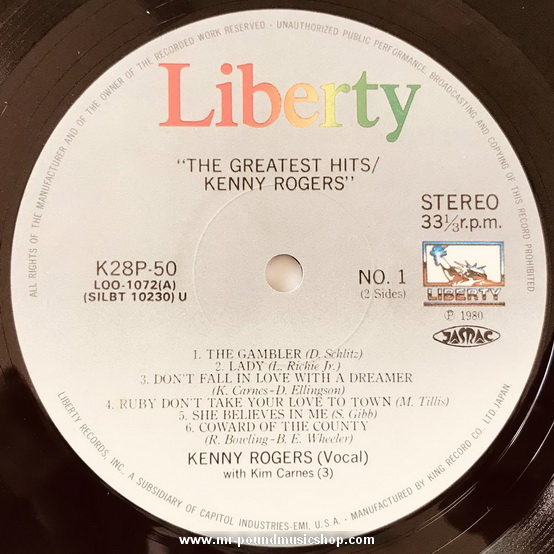 ALL RIGHTS OF THE MANUFACTURER AND OF THE OWNER OF THE RECORDED WORK RESERVED - UNAUTHORIZED PUBLIC PERFORMANCE, BROADCASTING AND COPYING OF THIS RECORD PROHIBITED
Liberty
"THE GREATEST HITS/
KENNY ROGERS"
STEREO
33⅓r.p.m.
K28P-50
LOO-1072(A)
(SILBT 10230) U
NO. 1
(2 Sides)
LIBERTY
Ⓟ 1980
JASRAC
1. THE GAMBLER (D. Schlitz)
2. LADY (L. Richie Jr.)
3. DON'T FALL IN LOVE WITH A DREAMER
(K. Carnes-D. Ellingson)
4. RUBY DON'T TAKE YOUR LOVE TO TOWN (M. Tillis)
5. SHE BELIEVES IN ME (S. Gibb)
6. COWARD OF THE COUNTY
(R. Bowling-B. E. Wheeler)
KENNY ROGERS (Vocal)
with Kim Carnes (3)
LIBERTY RECORDS, INC. A SUBSIDIARY OF CAPITOL INDUSTRIES-EMI, U.S.A. - MANUFACTURED BY KING RECORD CO. LTD JAPAN
www.mr-poundmusicshop.com